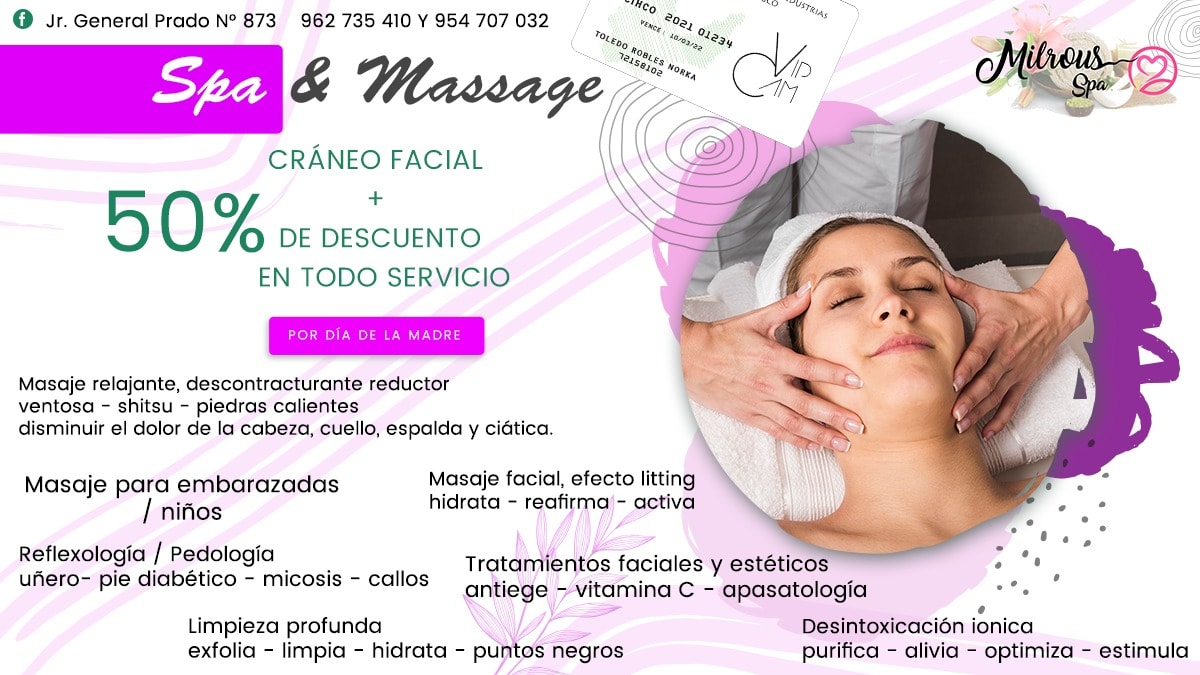 Jr. General Prado N° 873 962 735 410 Y 954 707 032
Spa & Massage
2021 01234
VENCE: 10/03/22
TOLEDO ROBLES NORKA
72158102
VIP
CAM
Milrous
Spa
CRÁNEO FACIAL
+
50% DE DESCUENTO
EN TODO SERVICIO
POR DÍA DE LA MADRE
Masaje relajante, descontracturante reductor
ventosa - shitsu - piedras calientes
disminuir el dolor de la cabeza, cuello, espalda y ciática.
Masaje para embarazadas
/ niños
Masaje facial, efecto litting
hidrata - reafirma - activa
Reflexología / Pedología
uñero- pie diabético - micosis - callos
Tratamientos faciales y estéticos
antiege - vitamina C - apasatología
Limpieza profunda
exfolia - limpia - hidrata - puntos negros
Desintoxicación ionica
purifica - alivia - optimiza - estimula